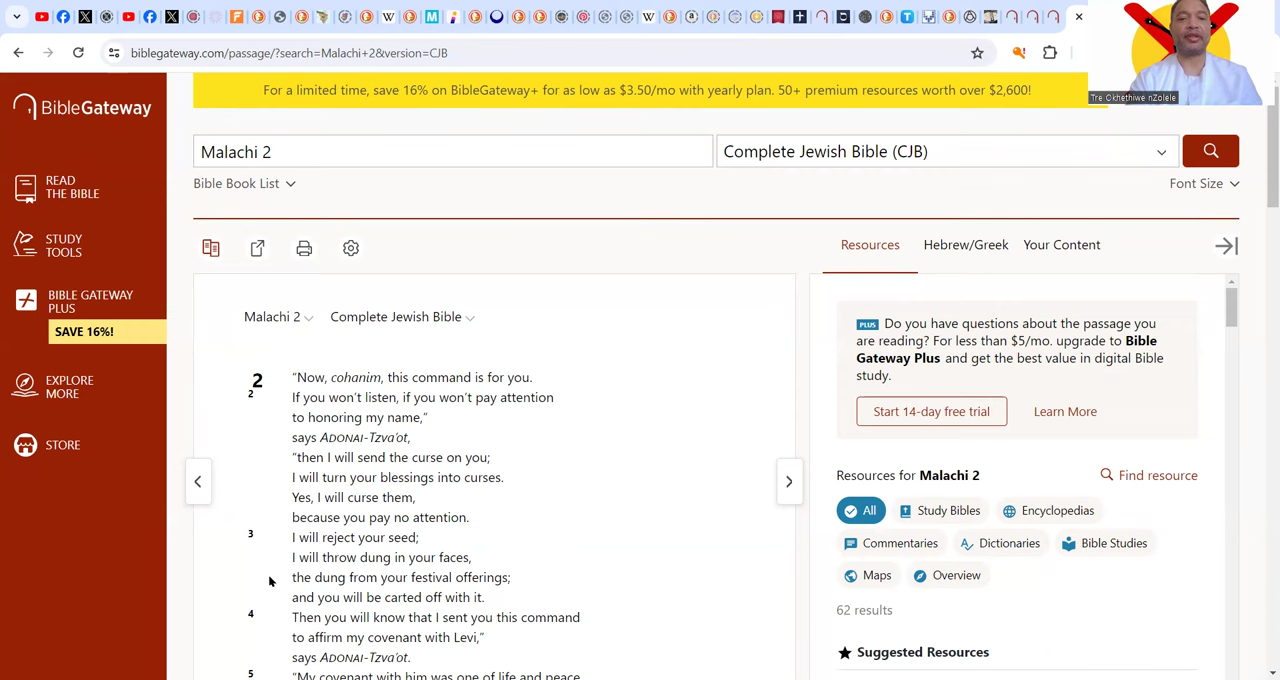 biblegateway.com/passage/?search=Malachi+2&version=CJB
Tre Okhethiwe nZolele
For a limited time, save 16% on BibleGateway+ for as low as $3.50/mo with yearly plan. 50+ premium resources worth over $2,600!
BibleGateway
READ
THE BIBLE
STUDY
TOOLS
BIBLE GATEWAY
PLUS
SAVE 16%!
EXPLORE
MORE
STORE
Malachi 2
Complete Jewish Bible (CJB)
Bible Book List
Font Size
Malachi 2 Complete Jewish Bible
2 “Now, cohanim, this command is for you.
2 If you won’t listen, if you won’t pay attention
to honoring my name,”
says ADONAI-Tzva’ot,
“then I will send the curse on you;
I will turn your blessings into curses.
Yes, I will curse them,
because you pay no attention.
3 I will reject your seed;
I will throw dung in your faces,
the dung from your festival offerings;
and you will be carted off with it.
4 Then you will know that I sent you this command
to affirm my covenant with Levi,”
says ADONAI-Tzva’ot.
5 “My covenant with him was one of life and peace
Resources Hebrew/Greek Your Content
PLUS Do you have questions about the passage you
are reading? For less than $5/mo. upgrade to Bible
Gateway Plus and get the best value in digital Bible
study.
Start 14-day free trial Learn More
Resources for Malachi 2 Find resource
All Study Bibles Encyclopedias
Commentaries Dictionaries Bible Studies
Maps Overview
62 results
Suggested Resources